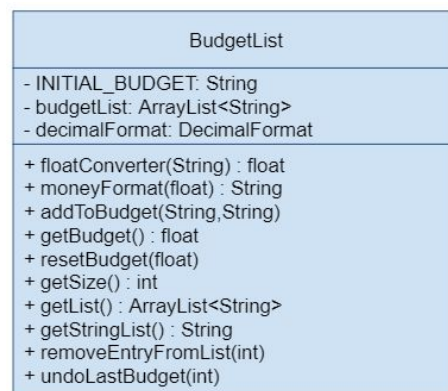 BudgetList
- INITIAL_BUDGET: String
- budgetList: ArrayList<String>
- decimalFormat: DecimalFormat
+ floatConverter(String) : float
+ moneyFormat(float) : String
+ addToBudget(String,String)
+ getBudget() : float
+ resetBudget(float)
+ getSize() : int
+ getList() : ArrayList<String>
+ getStringList() : String
+ removeEntryFromList(int)
+ undoLastBudget(int)